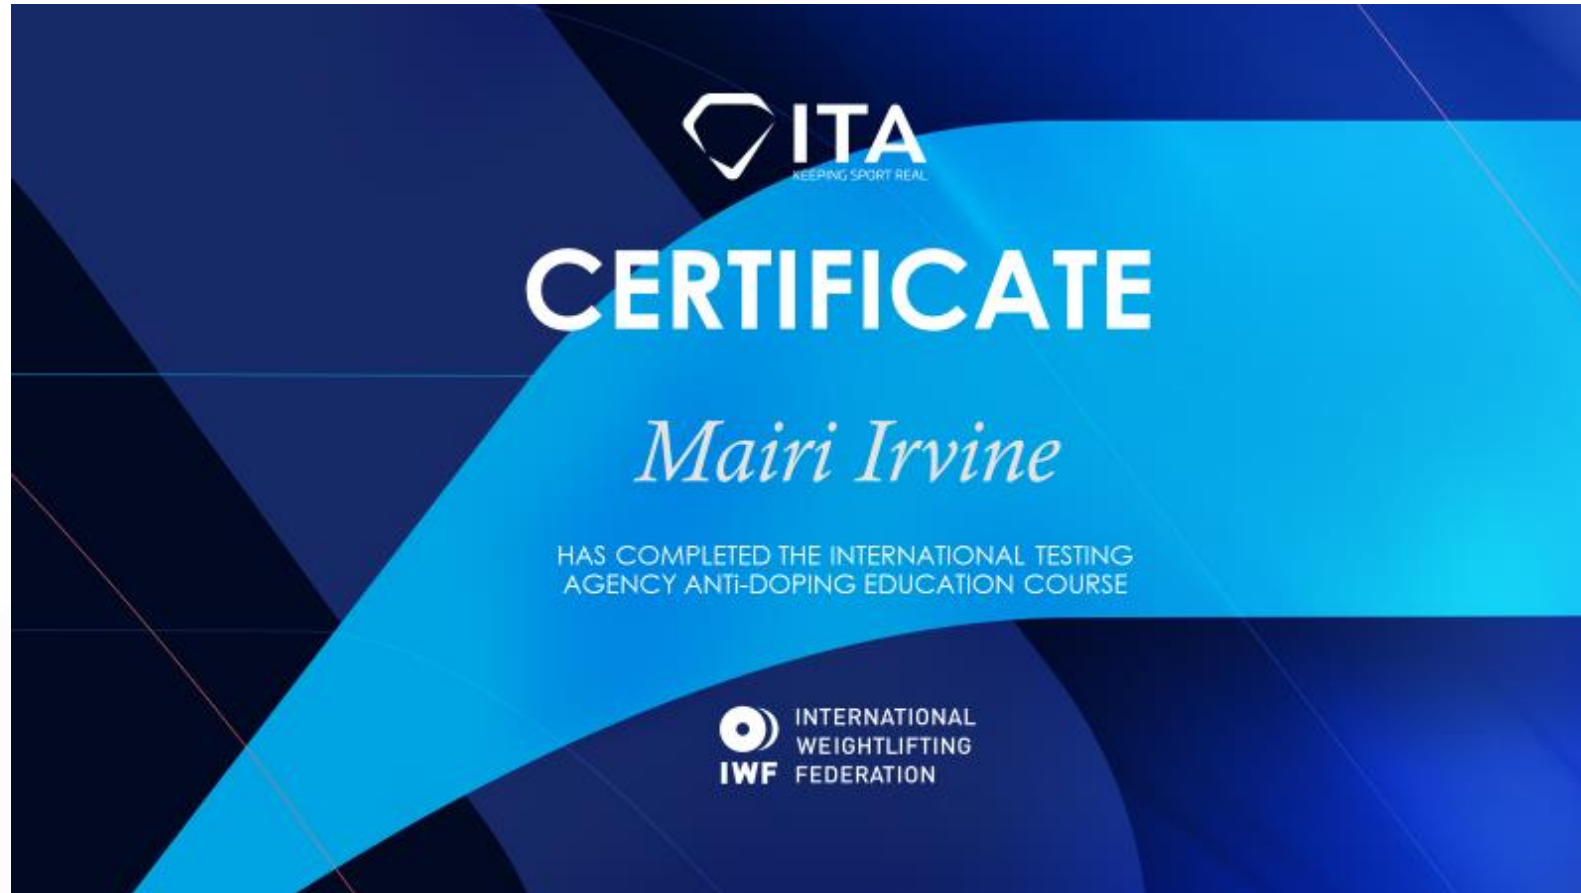 ITA
KEEPING SPORT REAL
CERTIFICATE
Mairi Irvine
HAS COMPLETED THE INTERNATIONAL TESTING
AGENCY ANTi-DOPING EDUCATION COURSE
INTERNATIONAL
WEIGHTLIFTING
IWF FEDERATION